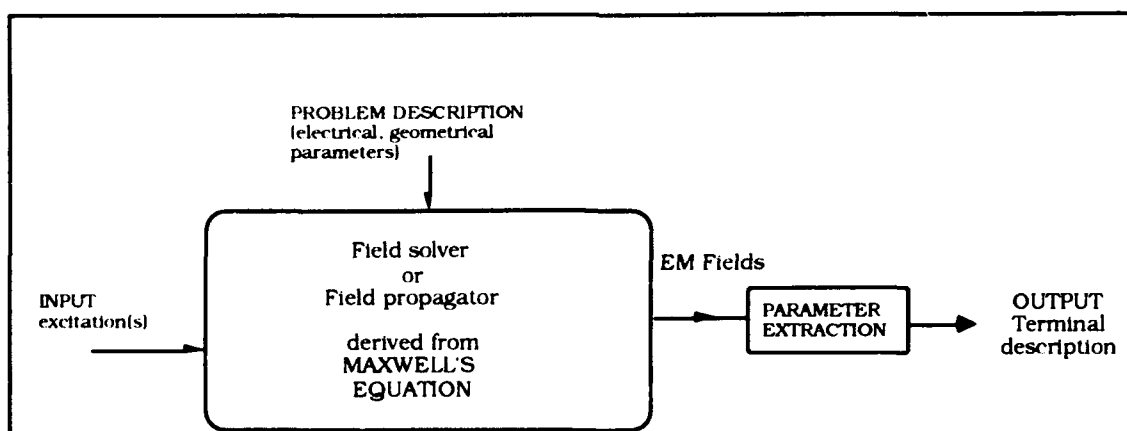 PROBLEM DESCRIPTION
(electrical, geometrical
parameters)
INPUT
excitation(s)
Field solver
or
Field propagator
derived from
MAXWELL'S
EQUATION
EM Fields
PARAMETER
EXTRACTION
OUTPUT
Terminal
description